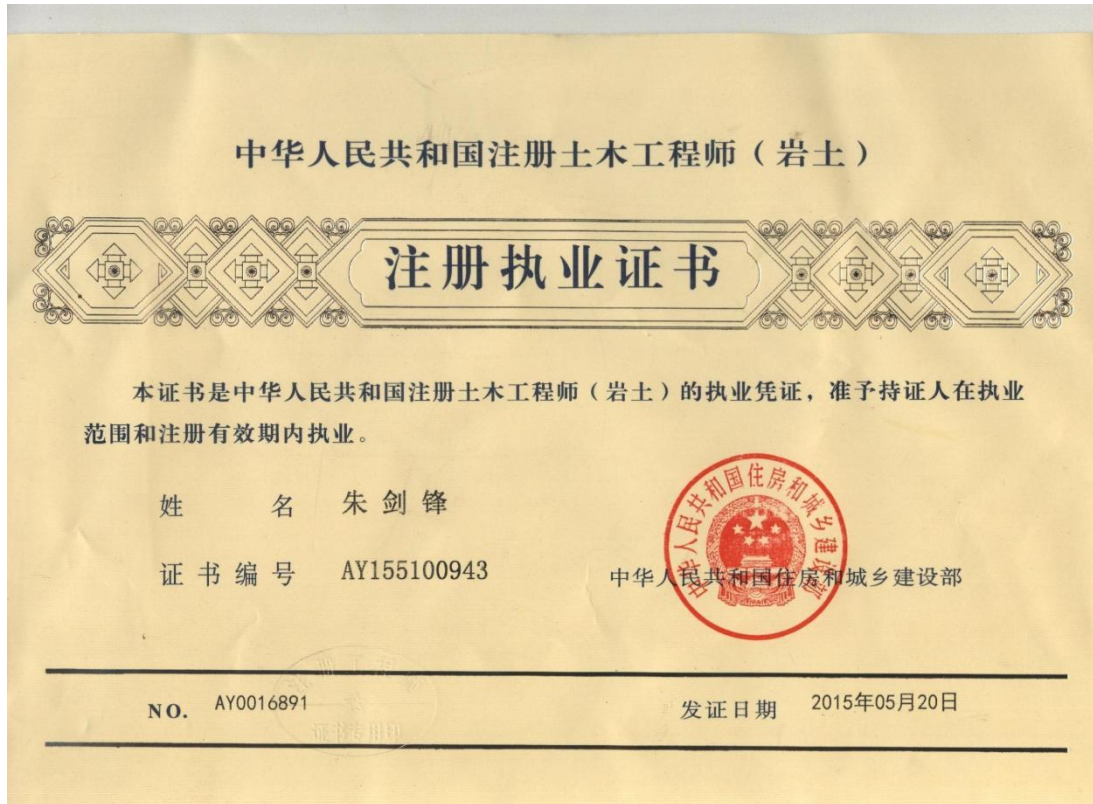 中华人民共和国注册土木工程师（岩土）
注册执业证书
本证书是中华人民共和国注册土木工程师（岩土）的执业凭证，准予持证人在执业
范围和注册有效期内执业。
姓 名 朱剑锋
证书编号 AY155100943
中华人民共和国住房和城乡建设部
中华人民共和国住房和城乡建设部
NO. AY0016891
发证日期 2015年05月20日